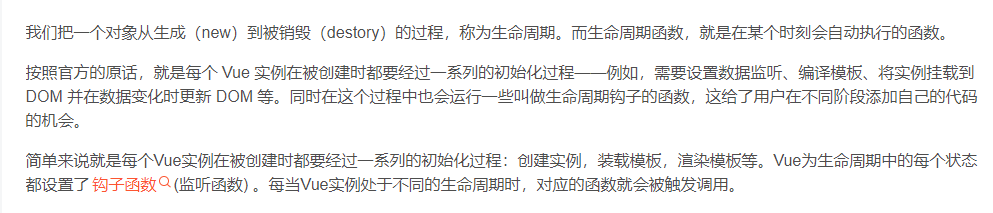 我们把一个对象从生成（new）到被销毁（destory）的过程，称为生命周期。而生命周期函数，就是在某个时刻会自动执行的函数。
按照官方的原话，就是每个 Vue 实例在被创建时都要经过一系列的初始化过程——例如，需要设置数据监听、编译模板、将实例挂载到
DOM 并在数据变化时更新 DOM 等。同时在这个过程中也会运行一些叫做生命周期钩子的函数，这给了用户在不同阶段添加自己的代码
的机会。
简单来说就是每个Vue实例在被创建时都要经过一系列的初始化过程：创建实例，装载模板，渲染模板等。Vue为生命周期中的每个状态
都设置了钩子函数(监听函数) 。每当Vue实例处于不同的生命周期时，对应的函数就会被触发调用。